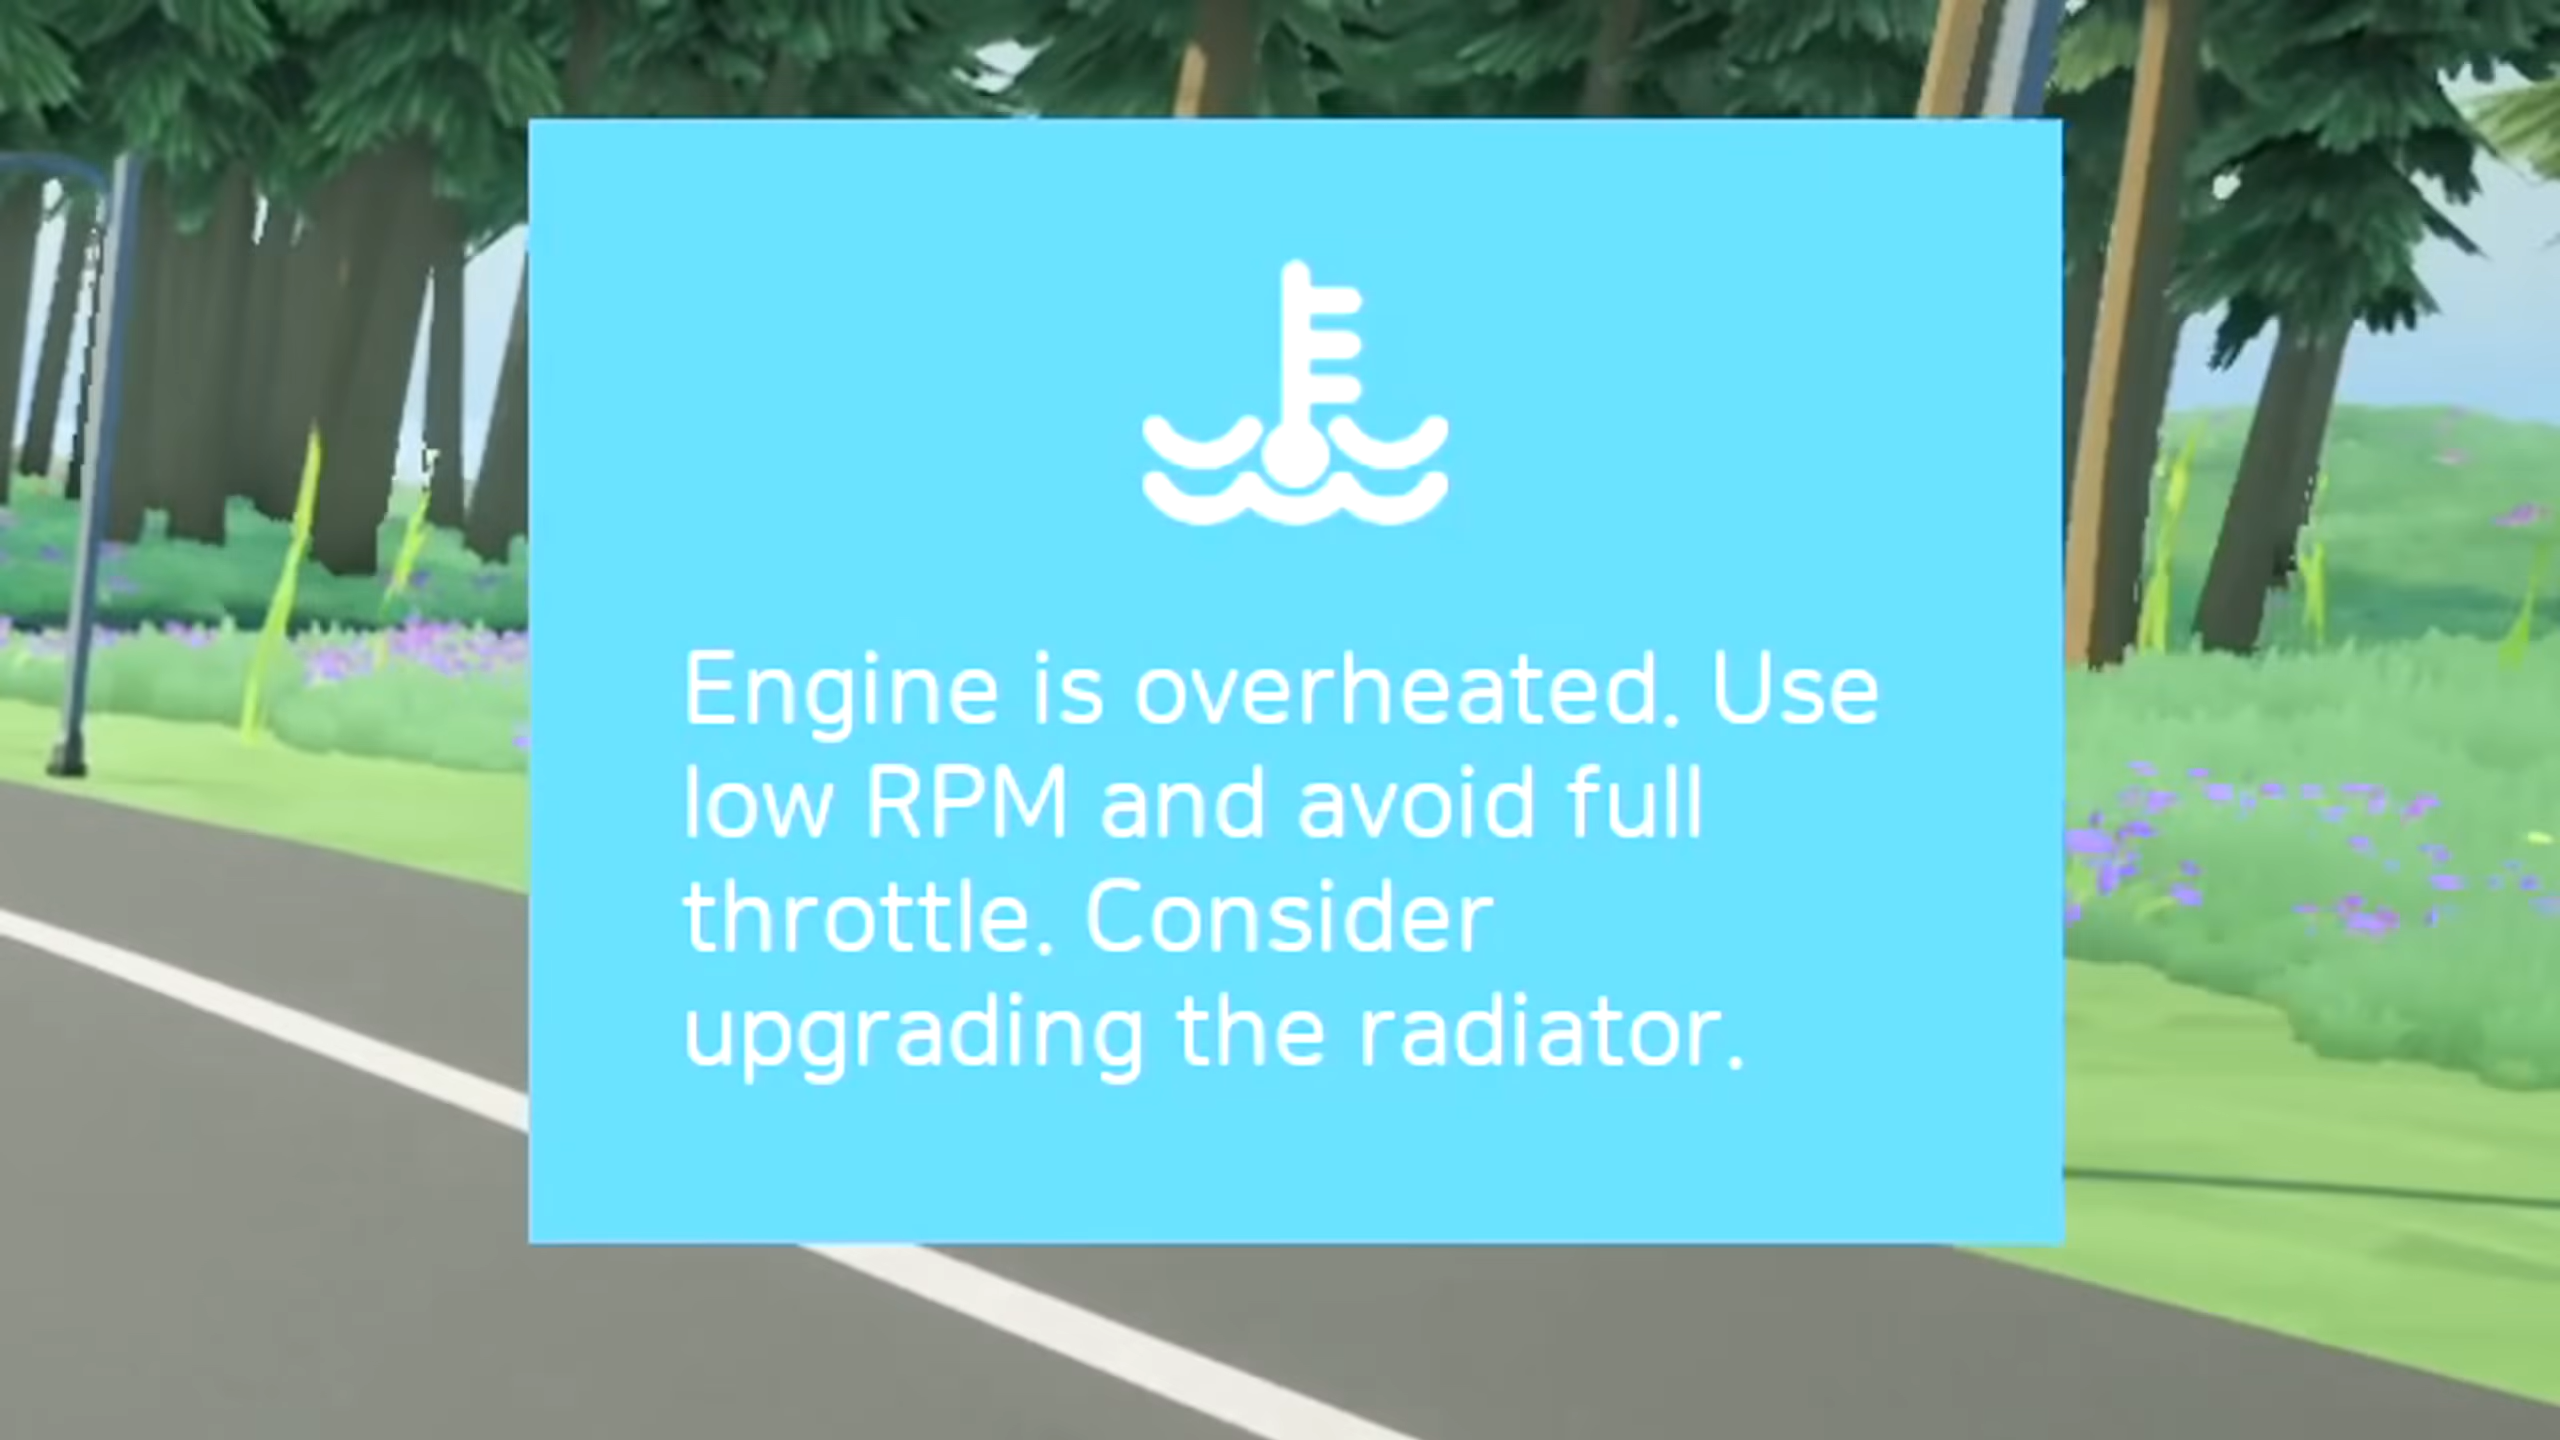 Engine is overheated. Use
low RPM and avoid full
throttle. Consider
upgrading the radiator.